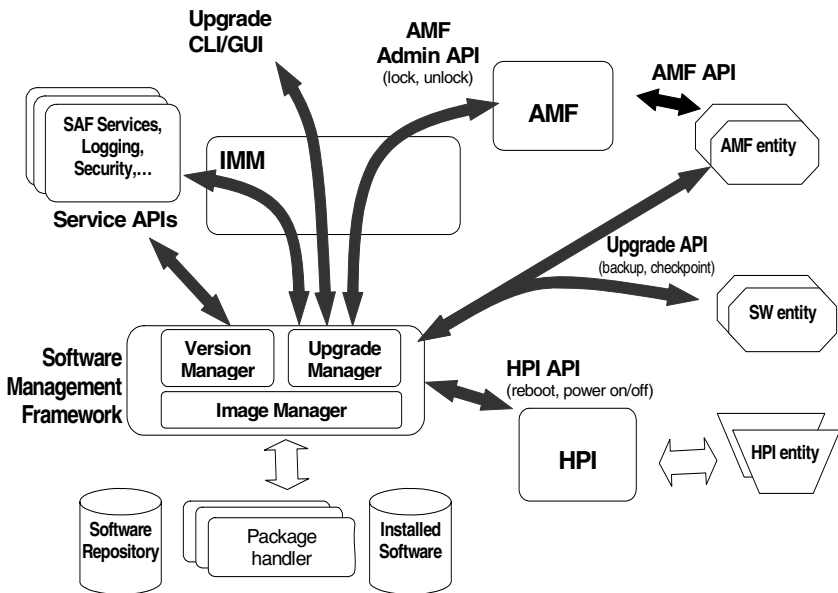 Upgrade
CLI/GUI
AMF
Admin API
(lock, unlock)
AMF
AMF API
AMF entity
SAF Services,
Logging,
Security,...
IMM
Service APIs
Upgrade API
(backup, checkpoint)
SW entity
Software
Management
Framework
Version
Manager
Upgrade
Manager
Image Manager
HPI API
(reboot, power on/off)
HPI
HPI entity
Software
Repository
Package
handler
Installed
Software